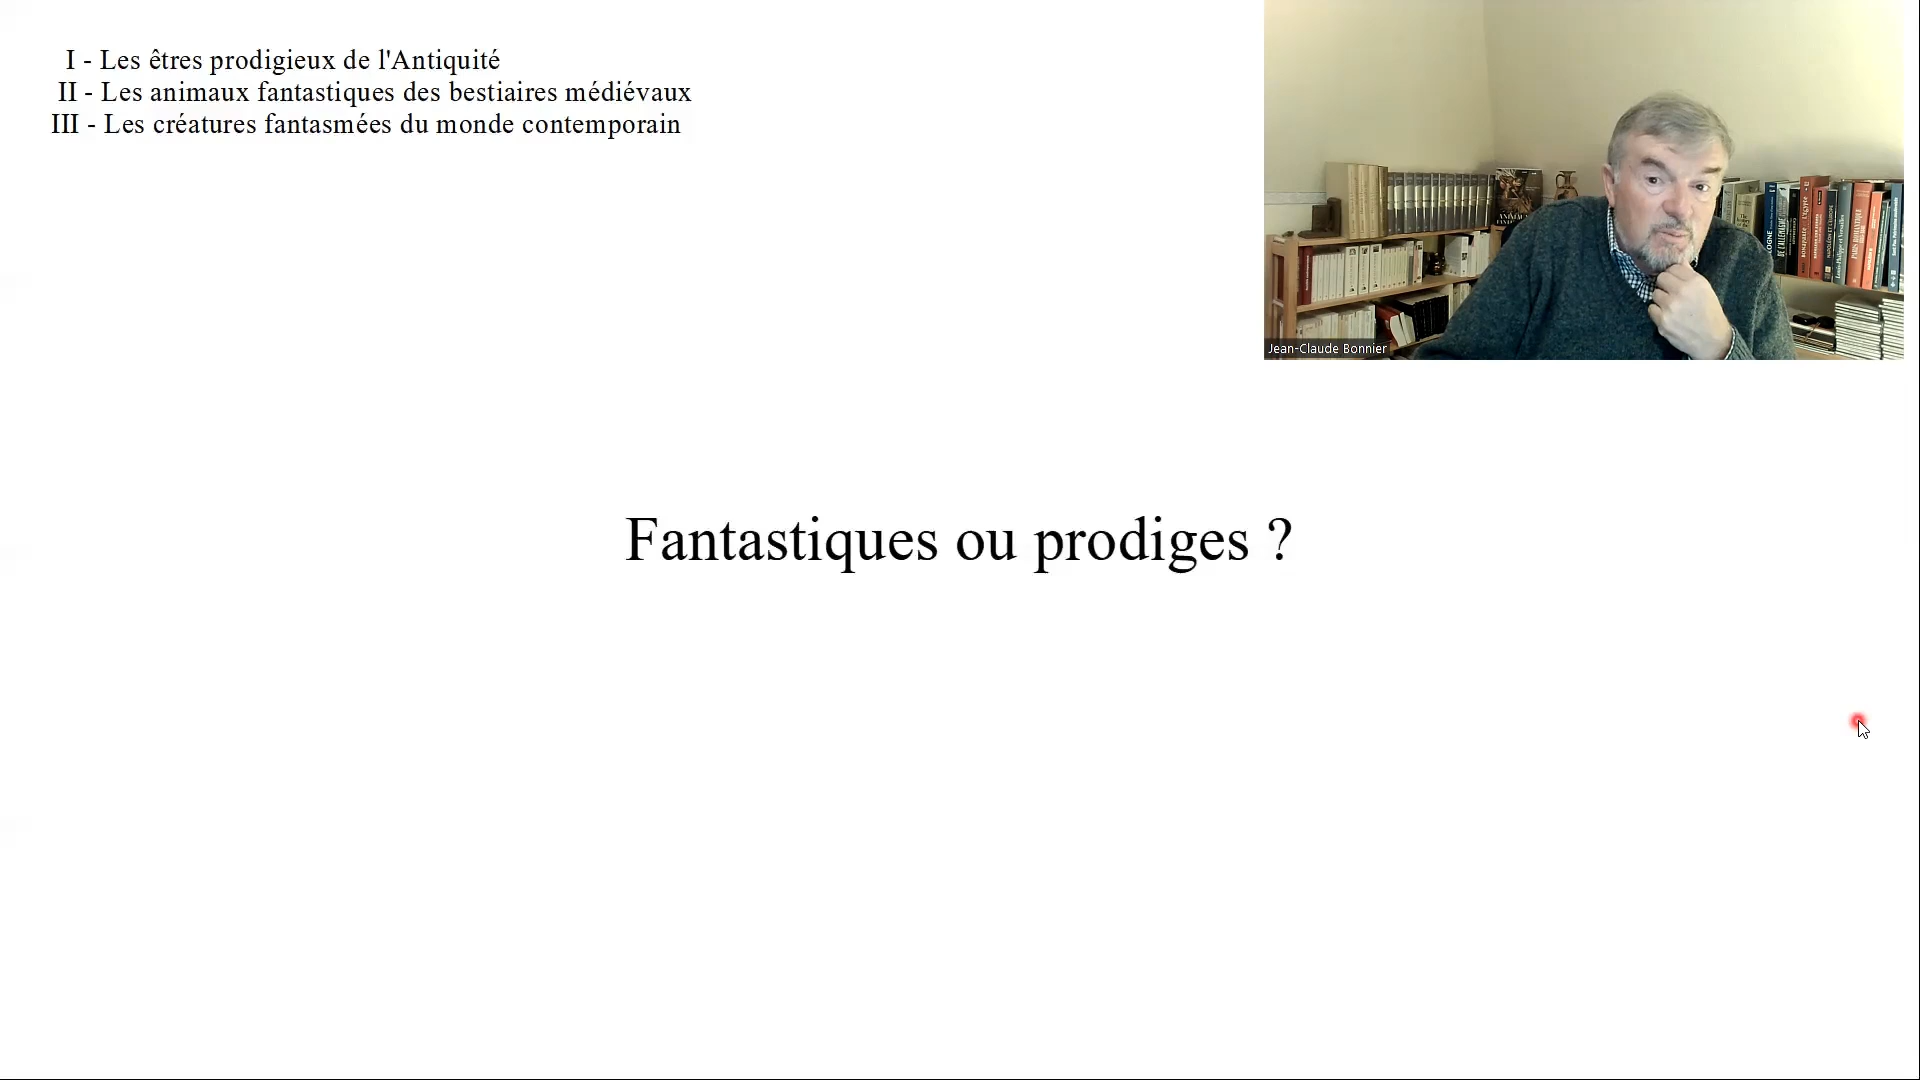 I - Les êtres prodigieux de l'Antiquité
II - Les animaux fantastiques des bestiaires médiévaux
III - Les créatures fantasmées du monde contemporain
Jean-Claude Bonnier
Fantastiques ou prodiges ?